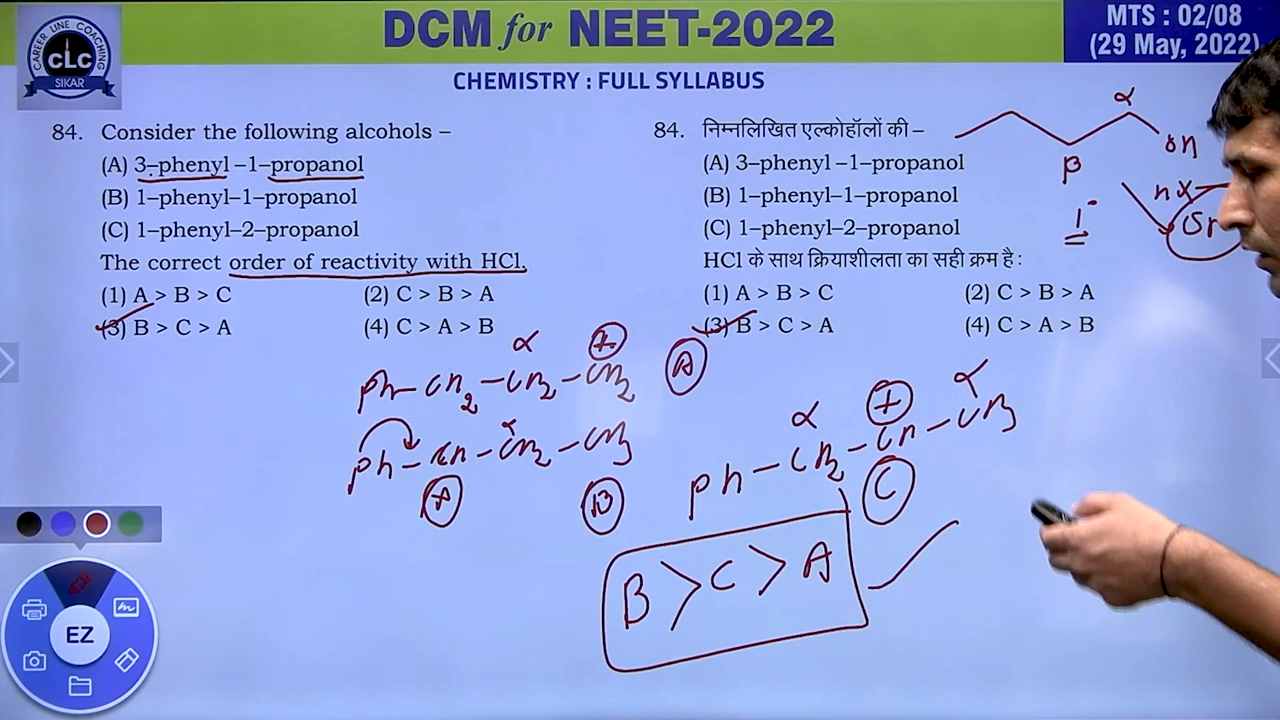 CAREER LINE COACHING
CLC
SIKAR
DCM for NEET-2022
MTS : 02/08
(29 May, 2022)
CHEMISTRY : FULL SYLLABUS
84. Consider the following alcohols –
(A) 3–phenyl –1–propanol
(B) 1–phenyl–1–propanol
(C) 1–phenyl–2–propanol
The correct order of reactivity with HCl.
(1) A > B > C
(2) C > B > A
(3) B > C > A
(4) C > A > B
84. निम्नलिखित एल्कोहॉलों की –
(A) 3–phenyl –1–propanol
(B) 1–phenyl–1–propanol
(C) 1–phenyl–2–propanol
HCl के साथ क्रियाशीलता का सही क्रम है :
(1) A > B > C
(2) C > B > A
(3) B > C > A
(4) C > A > B
α
OH
β
HX
1°
α +
Ph–CH2–CH2–CH2 A
α
Ph–CH–CH2–CH3
+ B
α + α
Ph–CH2–CH–CH3
C
B > C > A
EZ